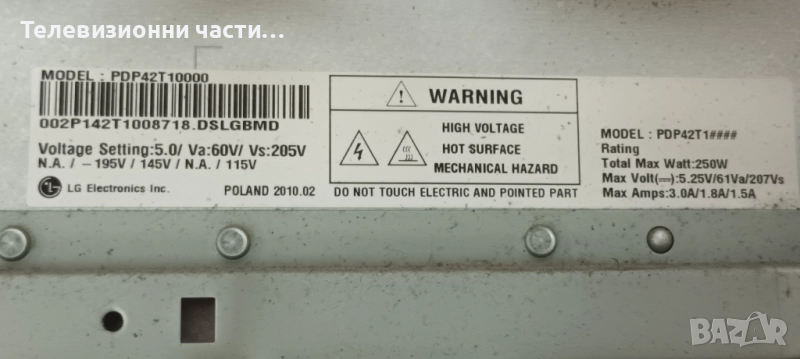 Телевизионни части...
MODEL : PDP42T10000
002P142T1008718.DSLGBMD
Voltage Setting:5.0/ Va:60V/ Vs:205V
N.A. / -195V / 145V / N.A. / 115V
LG Electronics Inc.
POLAND 2010.02
WARNING
HIGH VOLTAGE
HOT SURFACE
MECHANICAL HAZARD
DO NOT TOUCH ELECTRIC AND POINTED PART
MODEL : PDP42T1####
Rating
Total Max Watt:250W
Max Volt(⎓):5.25V/61Va/207Vs
Max Amps:3.0A/1.8A/1.5A
BAZAR